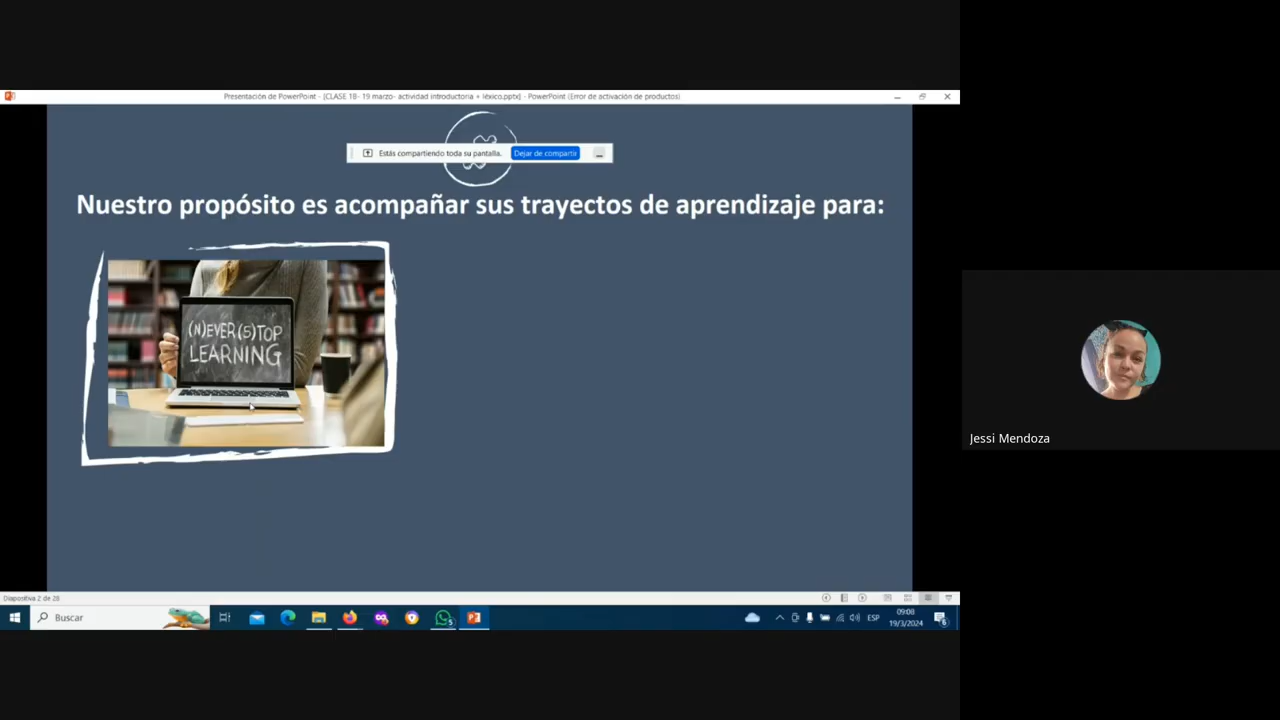 Presentación de PowerPoint - [CLASE 18- 19 marzo- actividad introductoria + léxico.pptx] - PowerPoint (Error de activación de productos)
Estás compartiendo toda su pantalla.
Dejar de compartir
Nuestro propósito es acompañar sus trayectos de aprendizaje para:
(N)EVER (S)TOP
LEARNING
Jessi Mendoza
Diapositiva 2 de 28
Buscar
5
ESP
09:08
19/3/2024
6